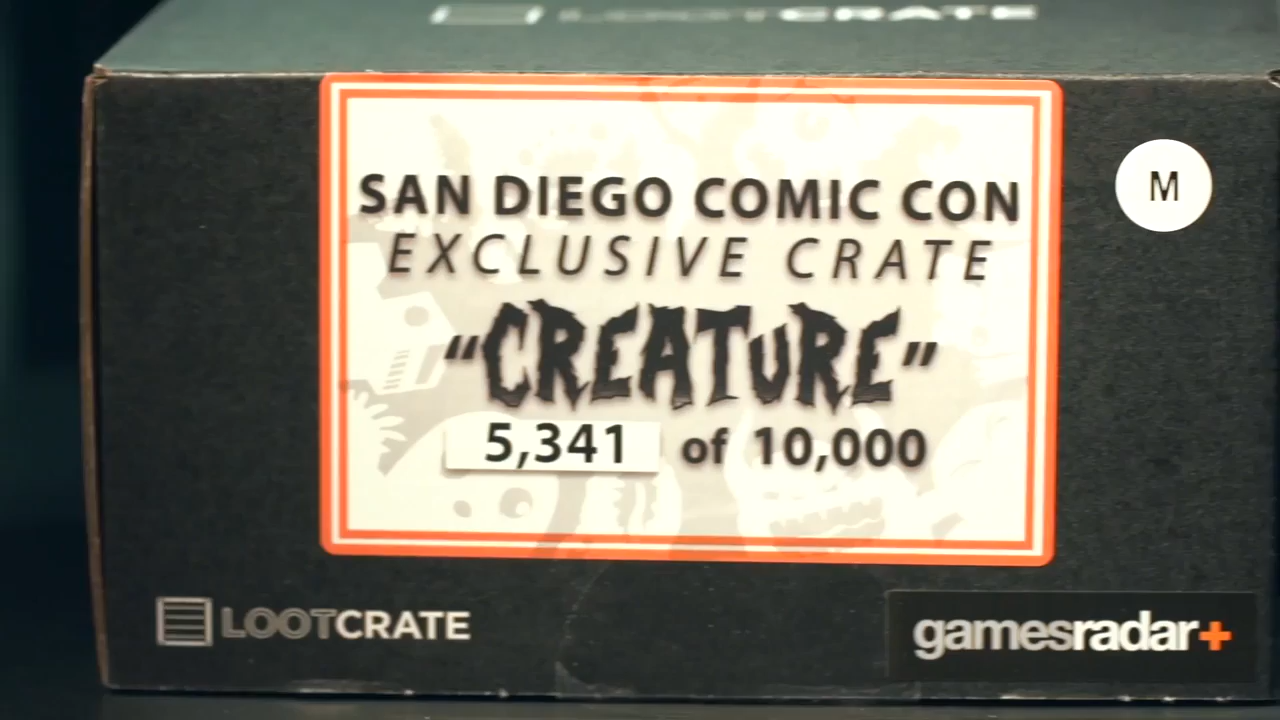 LOOTCRATE
SAN DIEGO COMIC CON
M
EXCLUSIVE CRATE
"CREATURE"
5,341 of 10,000
LOOTCRATE
gamesradar+